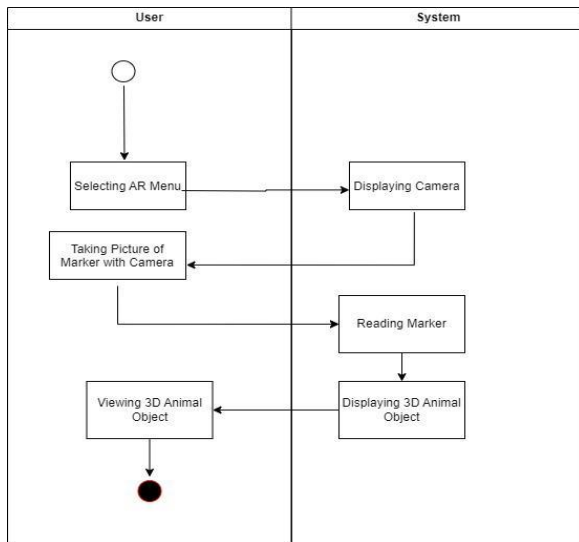 User
System
Selecting AR Menu
Displaying Camera
Taking Picture of
Marker with Camera
Reading Marker
Viewing 3D Animal
Object
Displaying 3D Animal
Object